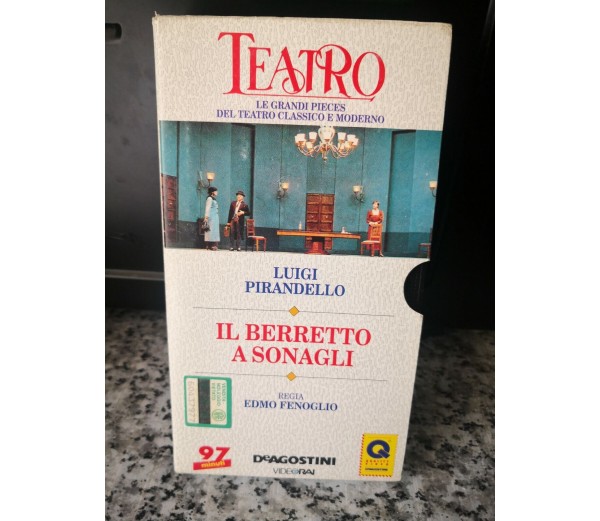 TEATRO
LE GRANDI PIECES
DEL TEATRO CLASSICO E MODERNO
LUIGI
PIRANDELLO
IL BERRETTO
A SONAGLI
REGIA
EDMO FENOGLIO
97
minuti
DEAGOSTINI
VIDEORAI
Q